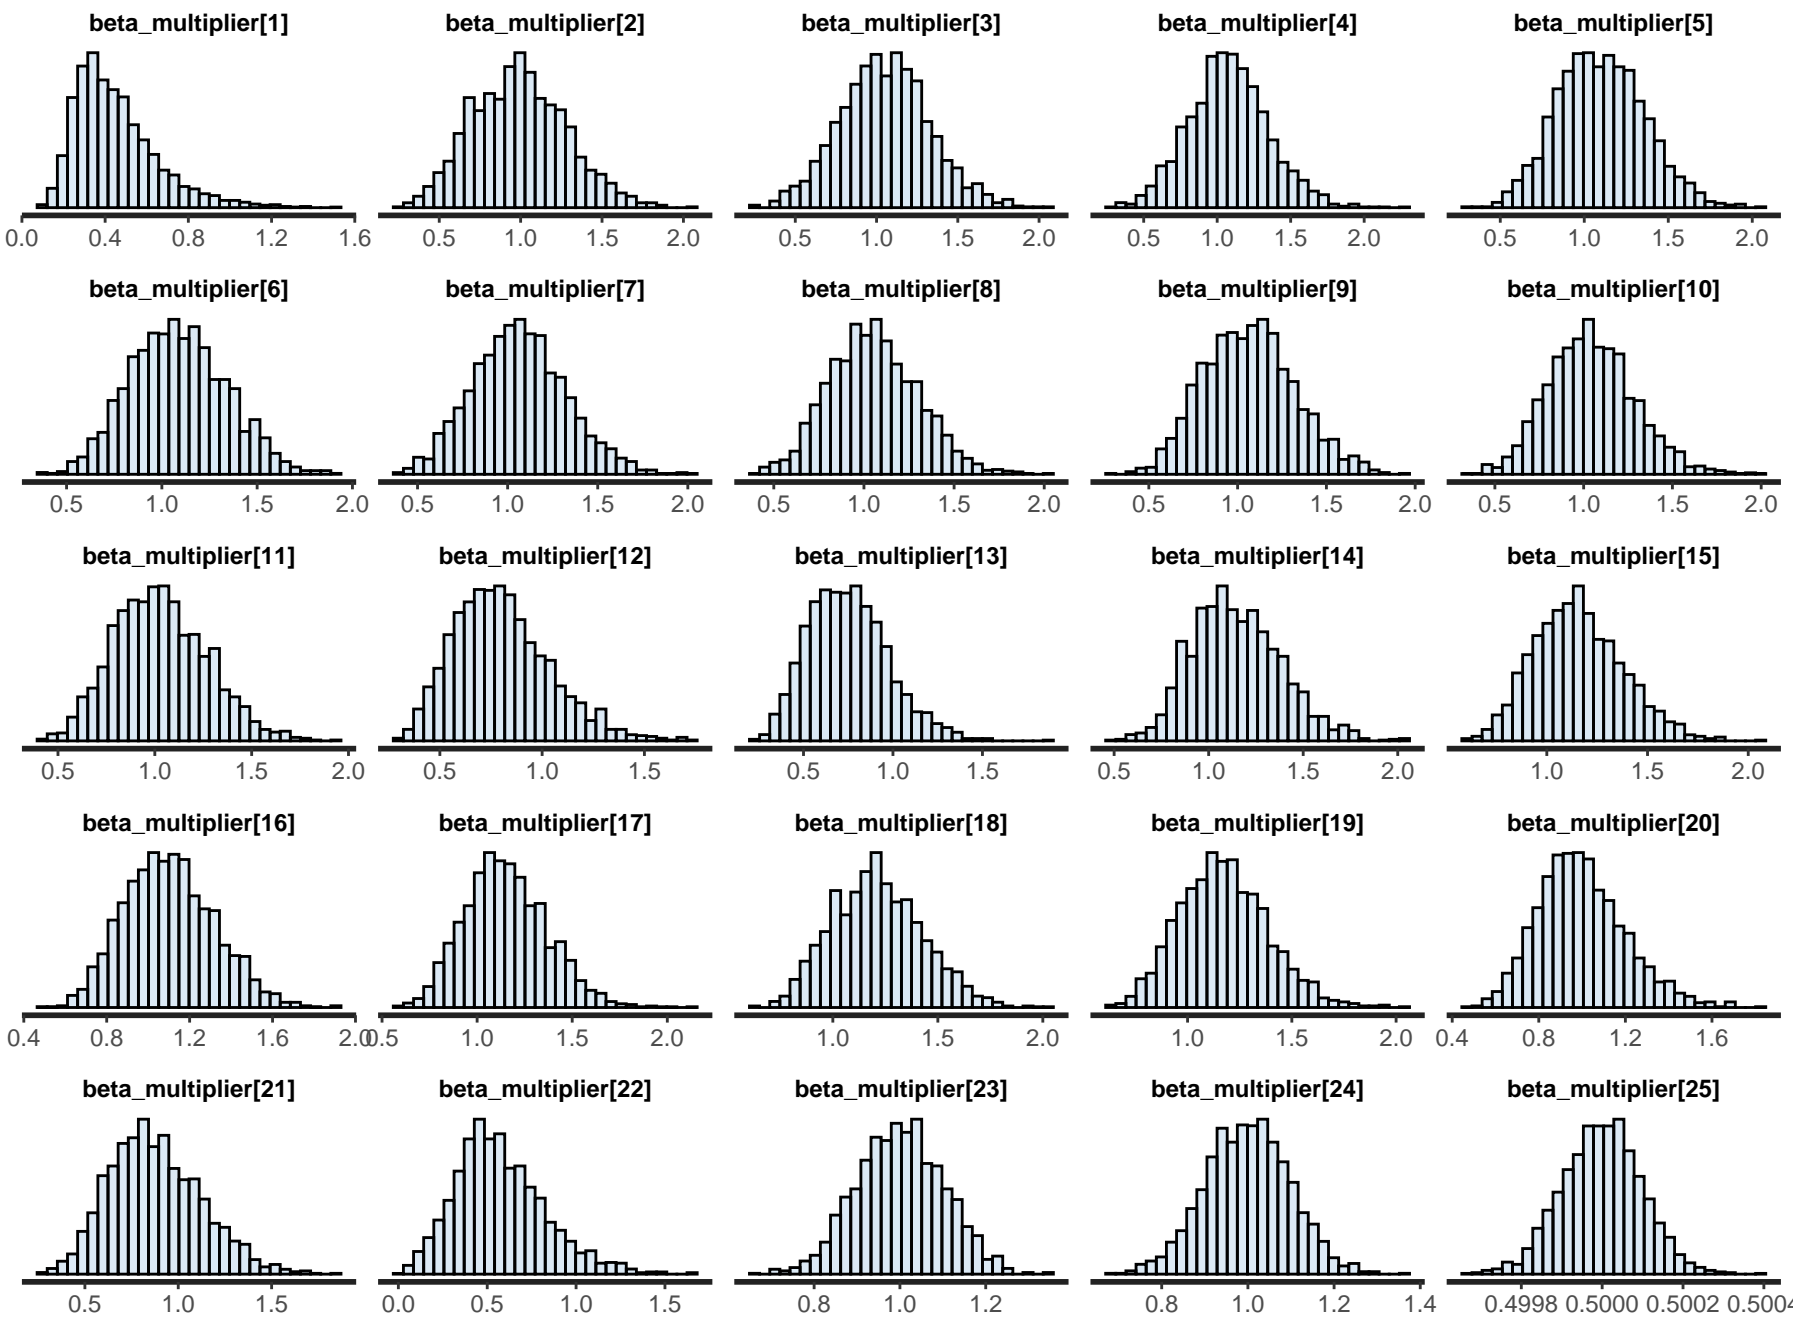 beta_multiplier[1] beta_multiplier[2] beta_multiplier[3] beta_multiplier[4] beta_multiplier[5]
0.0 0.4 0.8 1.2 1.6 0.5 1.0 1.5 2.0 0.5 1.0 1.5 2.0 0.5 1.0 1.5 2.0 0.5 1.0 1.5 2.0
beta_multiplier[6] beta_multiplier[7] beta_multiplier[8] beta_multiplier[9] beta_multiplier[10]
0.5 1.0 1.5 2.0 0.5 1.0 1.5 2.0 0.5 1.0 1.5 2.0 0.5 1.0 1.5 2.0 0.5 1.0 1.5 2.0
beta_multiplier[11] beta_multiplier[12] beta_multiplier[13] beta_multiplier[14] beta_multiplier[15]
0.5 1.0 1.5 2.0 0.5 1.0 1.5 0.5 1.0 1.5 0.5 1.0 1.5 2.0 1.0 1.5 2.0
beta_multiplier[16] beta_multiplier[17] beta_multiplier[18] beta_multiplier[19] beta_multiplier[20]
0.4 0.8 1.2 1.6 2.0 0.5 1.0 1.5 2.0 1.0 1.5 2.0 1.0 1.5 2.0 0.4 0.8 1.2 1.6
beta_multiplier[21] beta_multiplier[22] beta_multiplier[23] beta_multiplier[24] beta_multiplier[25]
0.5 1.0 1.5 0.0 0.5 1.0 1.5 0.8 1.0 1.2 0.8 1.0 1.2 1.4 0.4998 0.5000 0.5002 0.5004